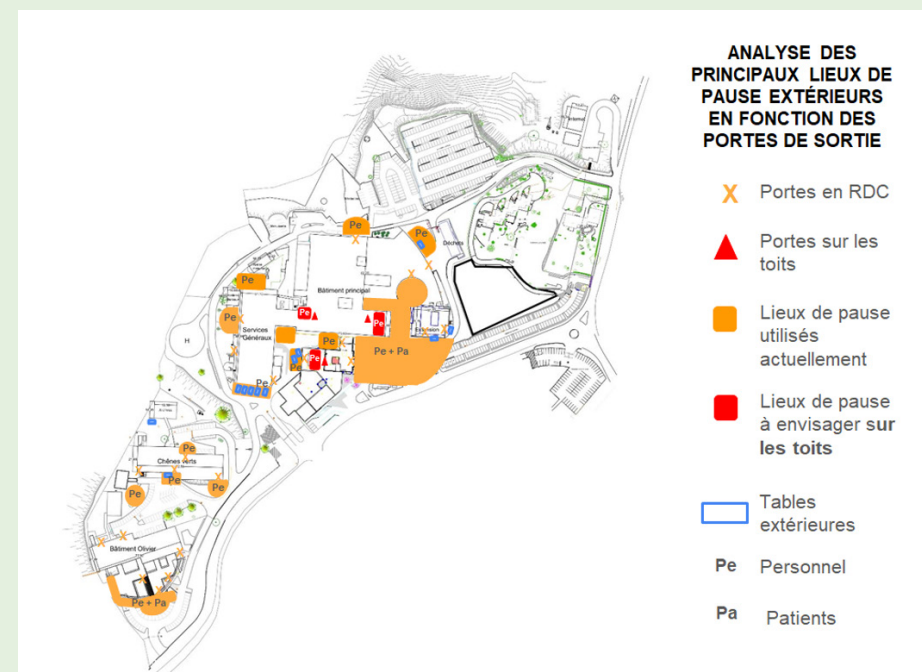 ANALYSE DES
PRINCIPAUX LIEUX DE
PAUSE EXTÉRIEURS
EN FONCTION DES
PORTES DE SORTIE
X Portes en RDC
Portes sur les
toits
Lieux de pause
utilisés
actuellement
Lieux de pause
à envisager sur
les toits
Tables
extérieures
Pe Personnel
Pa Patients
Pe
Pe
Déchets
Pe
Bâtiment principal
Pe
Pe
Pe
Services
Généraux
Pe
Pe + Pa
Pe
Pe
Pe
H
Pe
Chênes verts
Pe
Pe
Pe
Bâtiment Olivier
Pe + Pa